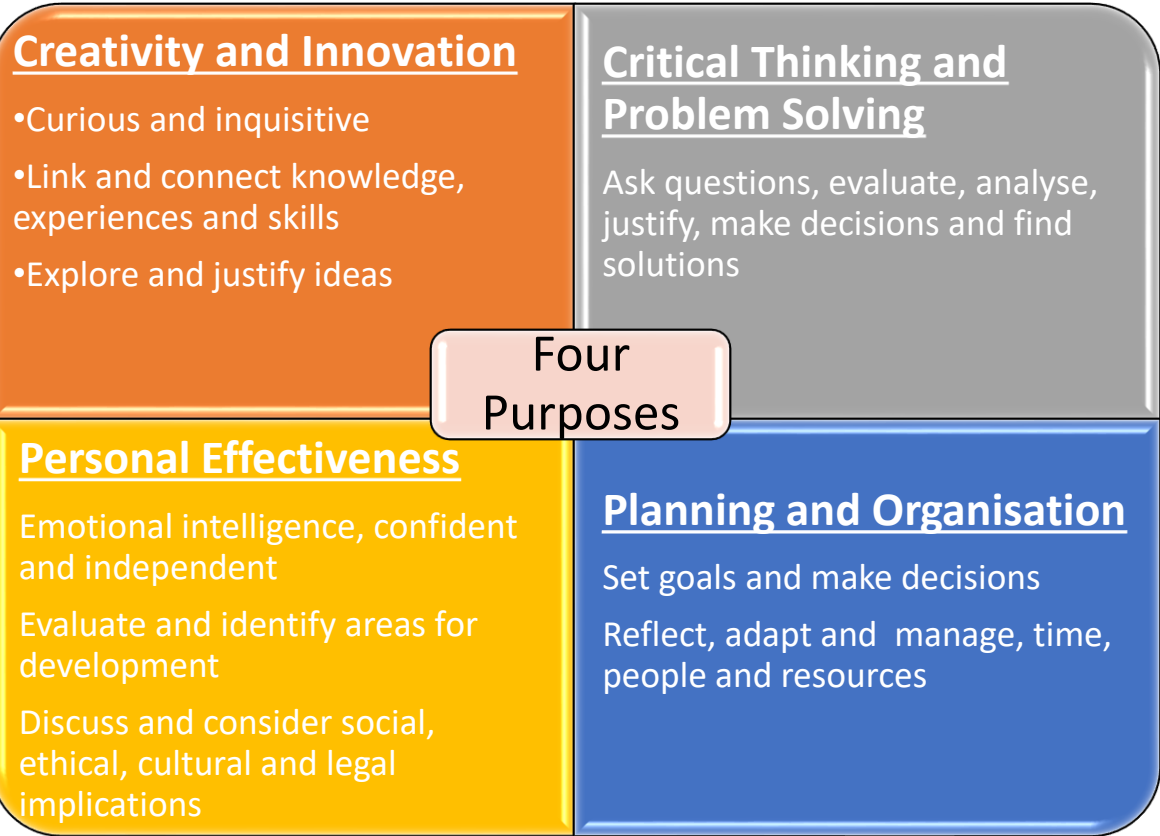 Creativity and Innovation
•Curious and inquisitive
•Link and connect knowledge,
experiences and skills
•Explore and justify ideas
Critical Thinking and
Problem Solving
Ask questions, evaluate, analyse,
justify, make decisions and find
solutions
Four
Purposes
Personal Effectiveness
Emotional intelligence, confident
and independent
Evaluate and identify areas for
development
Discuss and consider social,
ethical, cultural and legal
implications
Planning and Organisation
Set goals and make decisions
Reflect, adapt and  manage, time,
people and resources